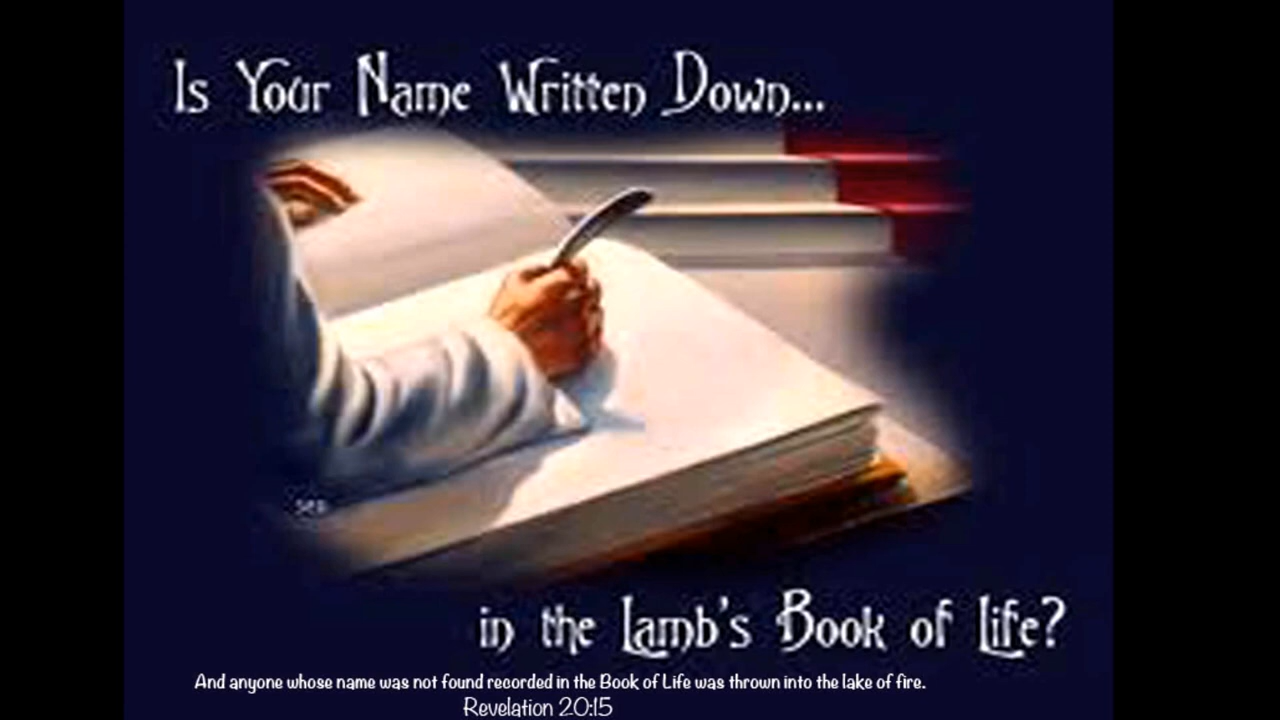 Is Your Name Written Down...
in the Lamb's Book of Life?
And anyone whose name was not found recorded in the Book of Life was thrown into the lake of fire.
Revelation 20:15